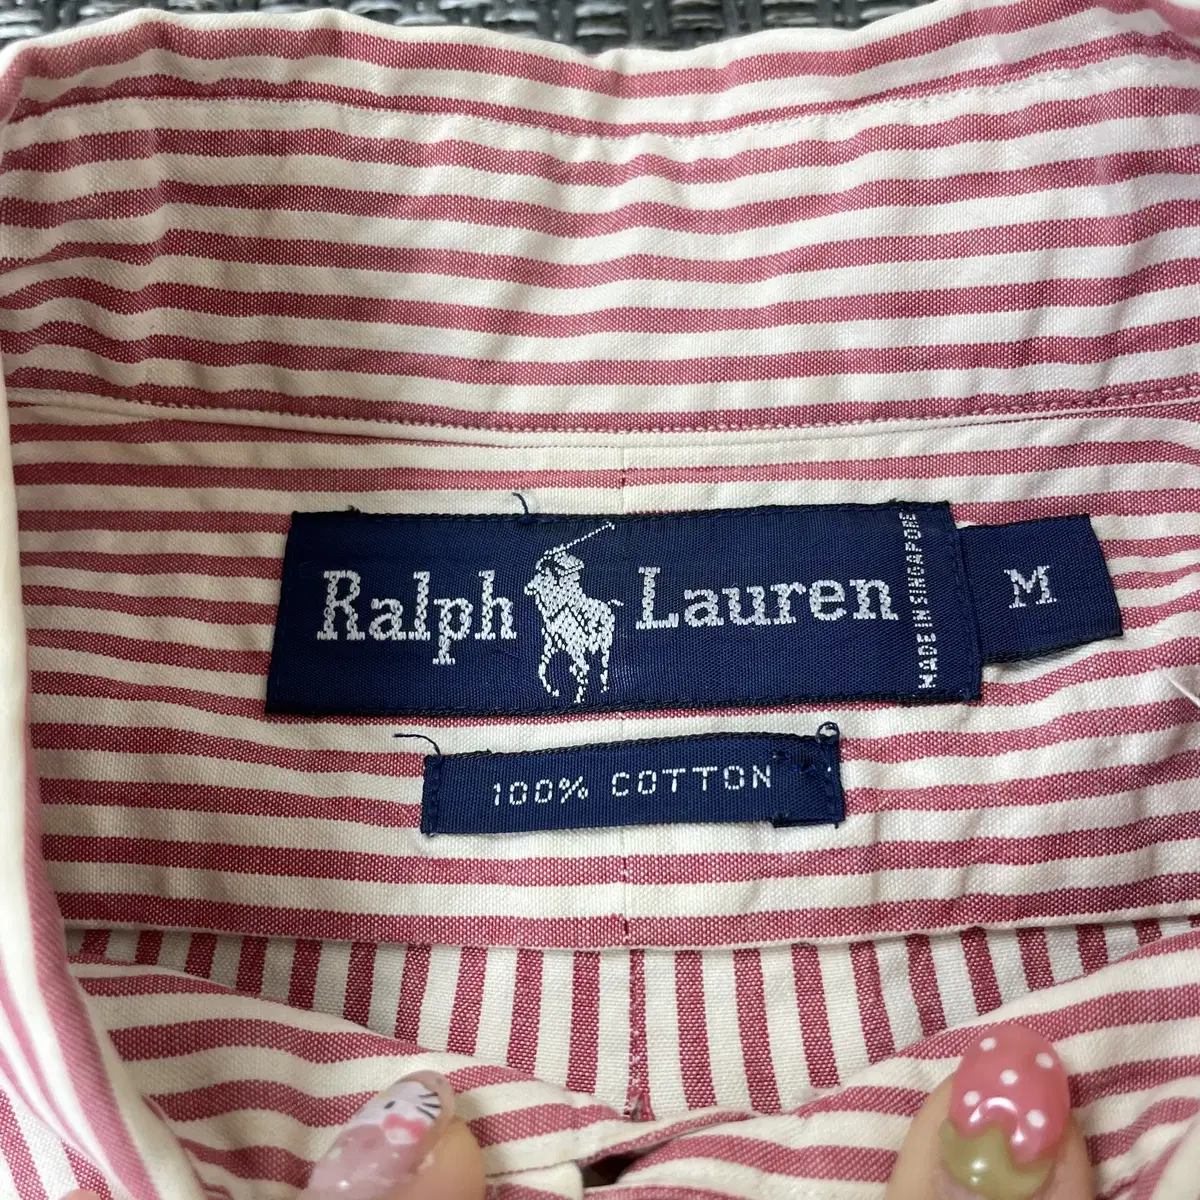 Ralph Lauren
MADE IN SINGAPORE
M
100% COTTON